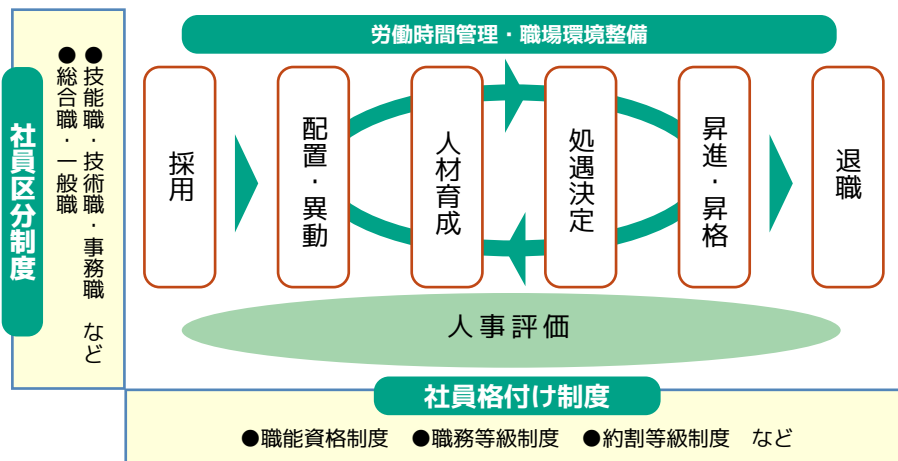 労働時間管理・職場環境整備
社員区分制度
●技能職・技術職・事務職　など
●総合職・一般職
採用
配置・異動
人材育成
処遇決定
昇進・昇格
退職
人事評価
社員格付け制度
●職能資格制度　●職務等級制度　●約割等級制度　など